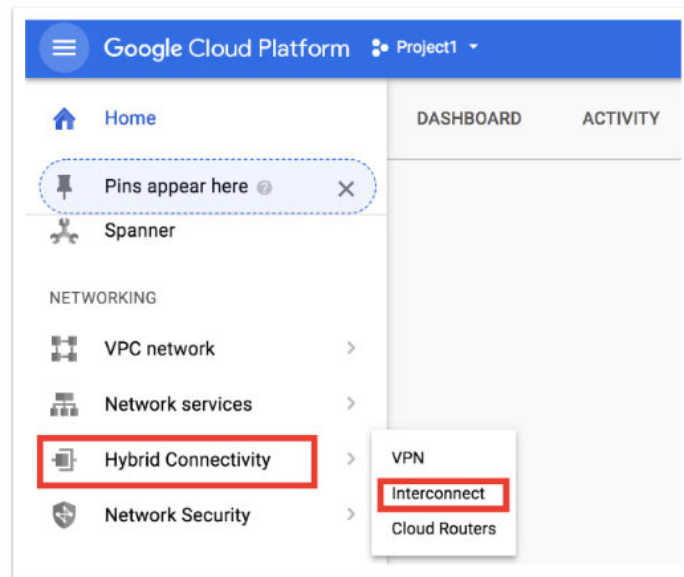 Google Cloud Platform Project1
Home
DASHBOARD ACTIVITY
Pins appear here
Spanner
NETWORKING
VPC network
Network services
Hybrid Connectivity
VPN
Interconnect
Network Security
Cloud Routers